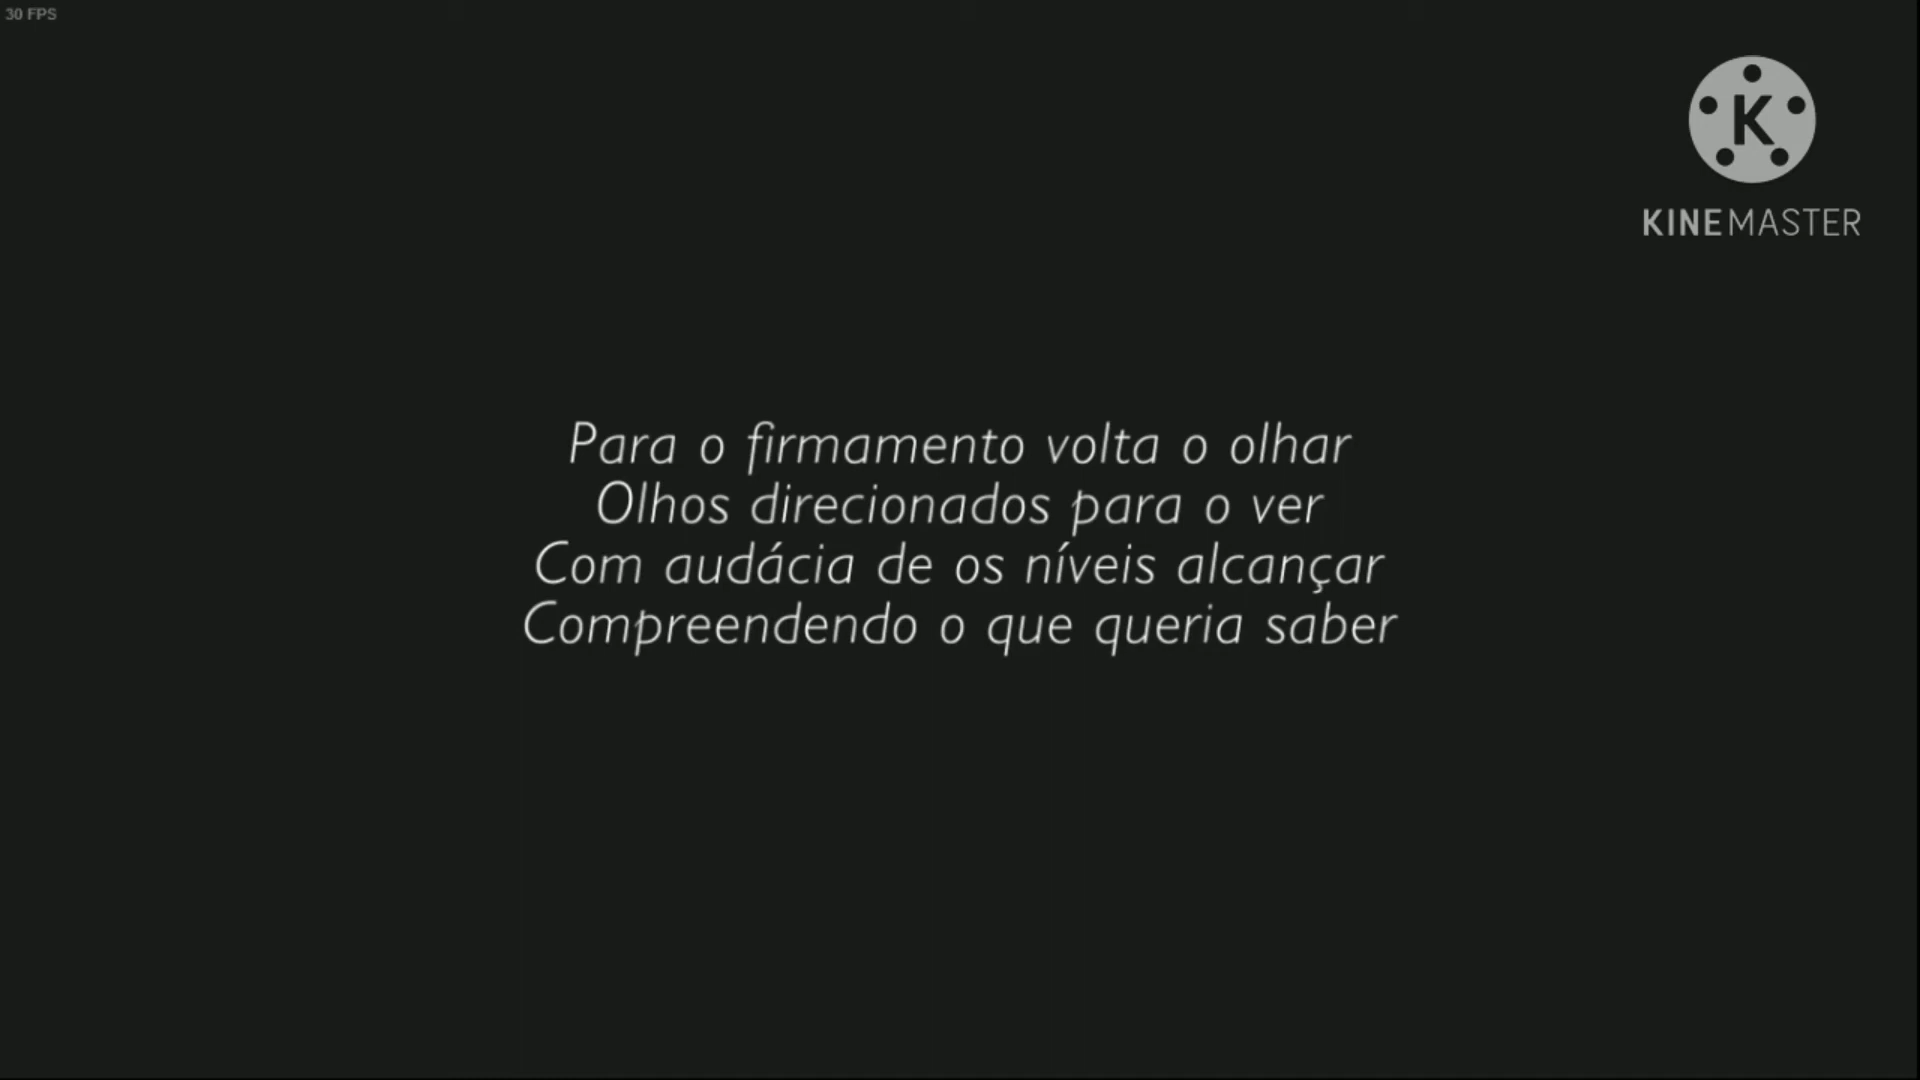 30 FPS
K
KINEMASTER
Para o firmamento volta o olhar
Olhos direcionados para o ver
Com audácia de os níveis alcançar
Compreendendo o que queria saber